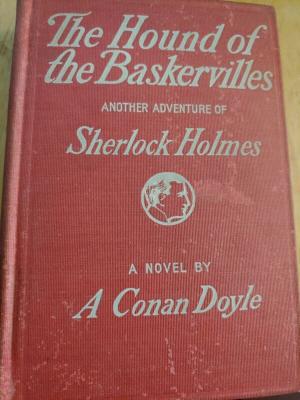 The Hound of
the Baskervilles
ANOTHER ADVENTURE OF
Sherlock Holmes
A NOVEL BY
A Conan Doyle